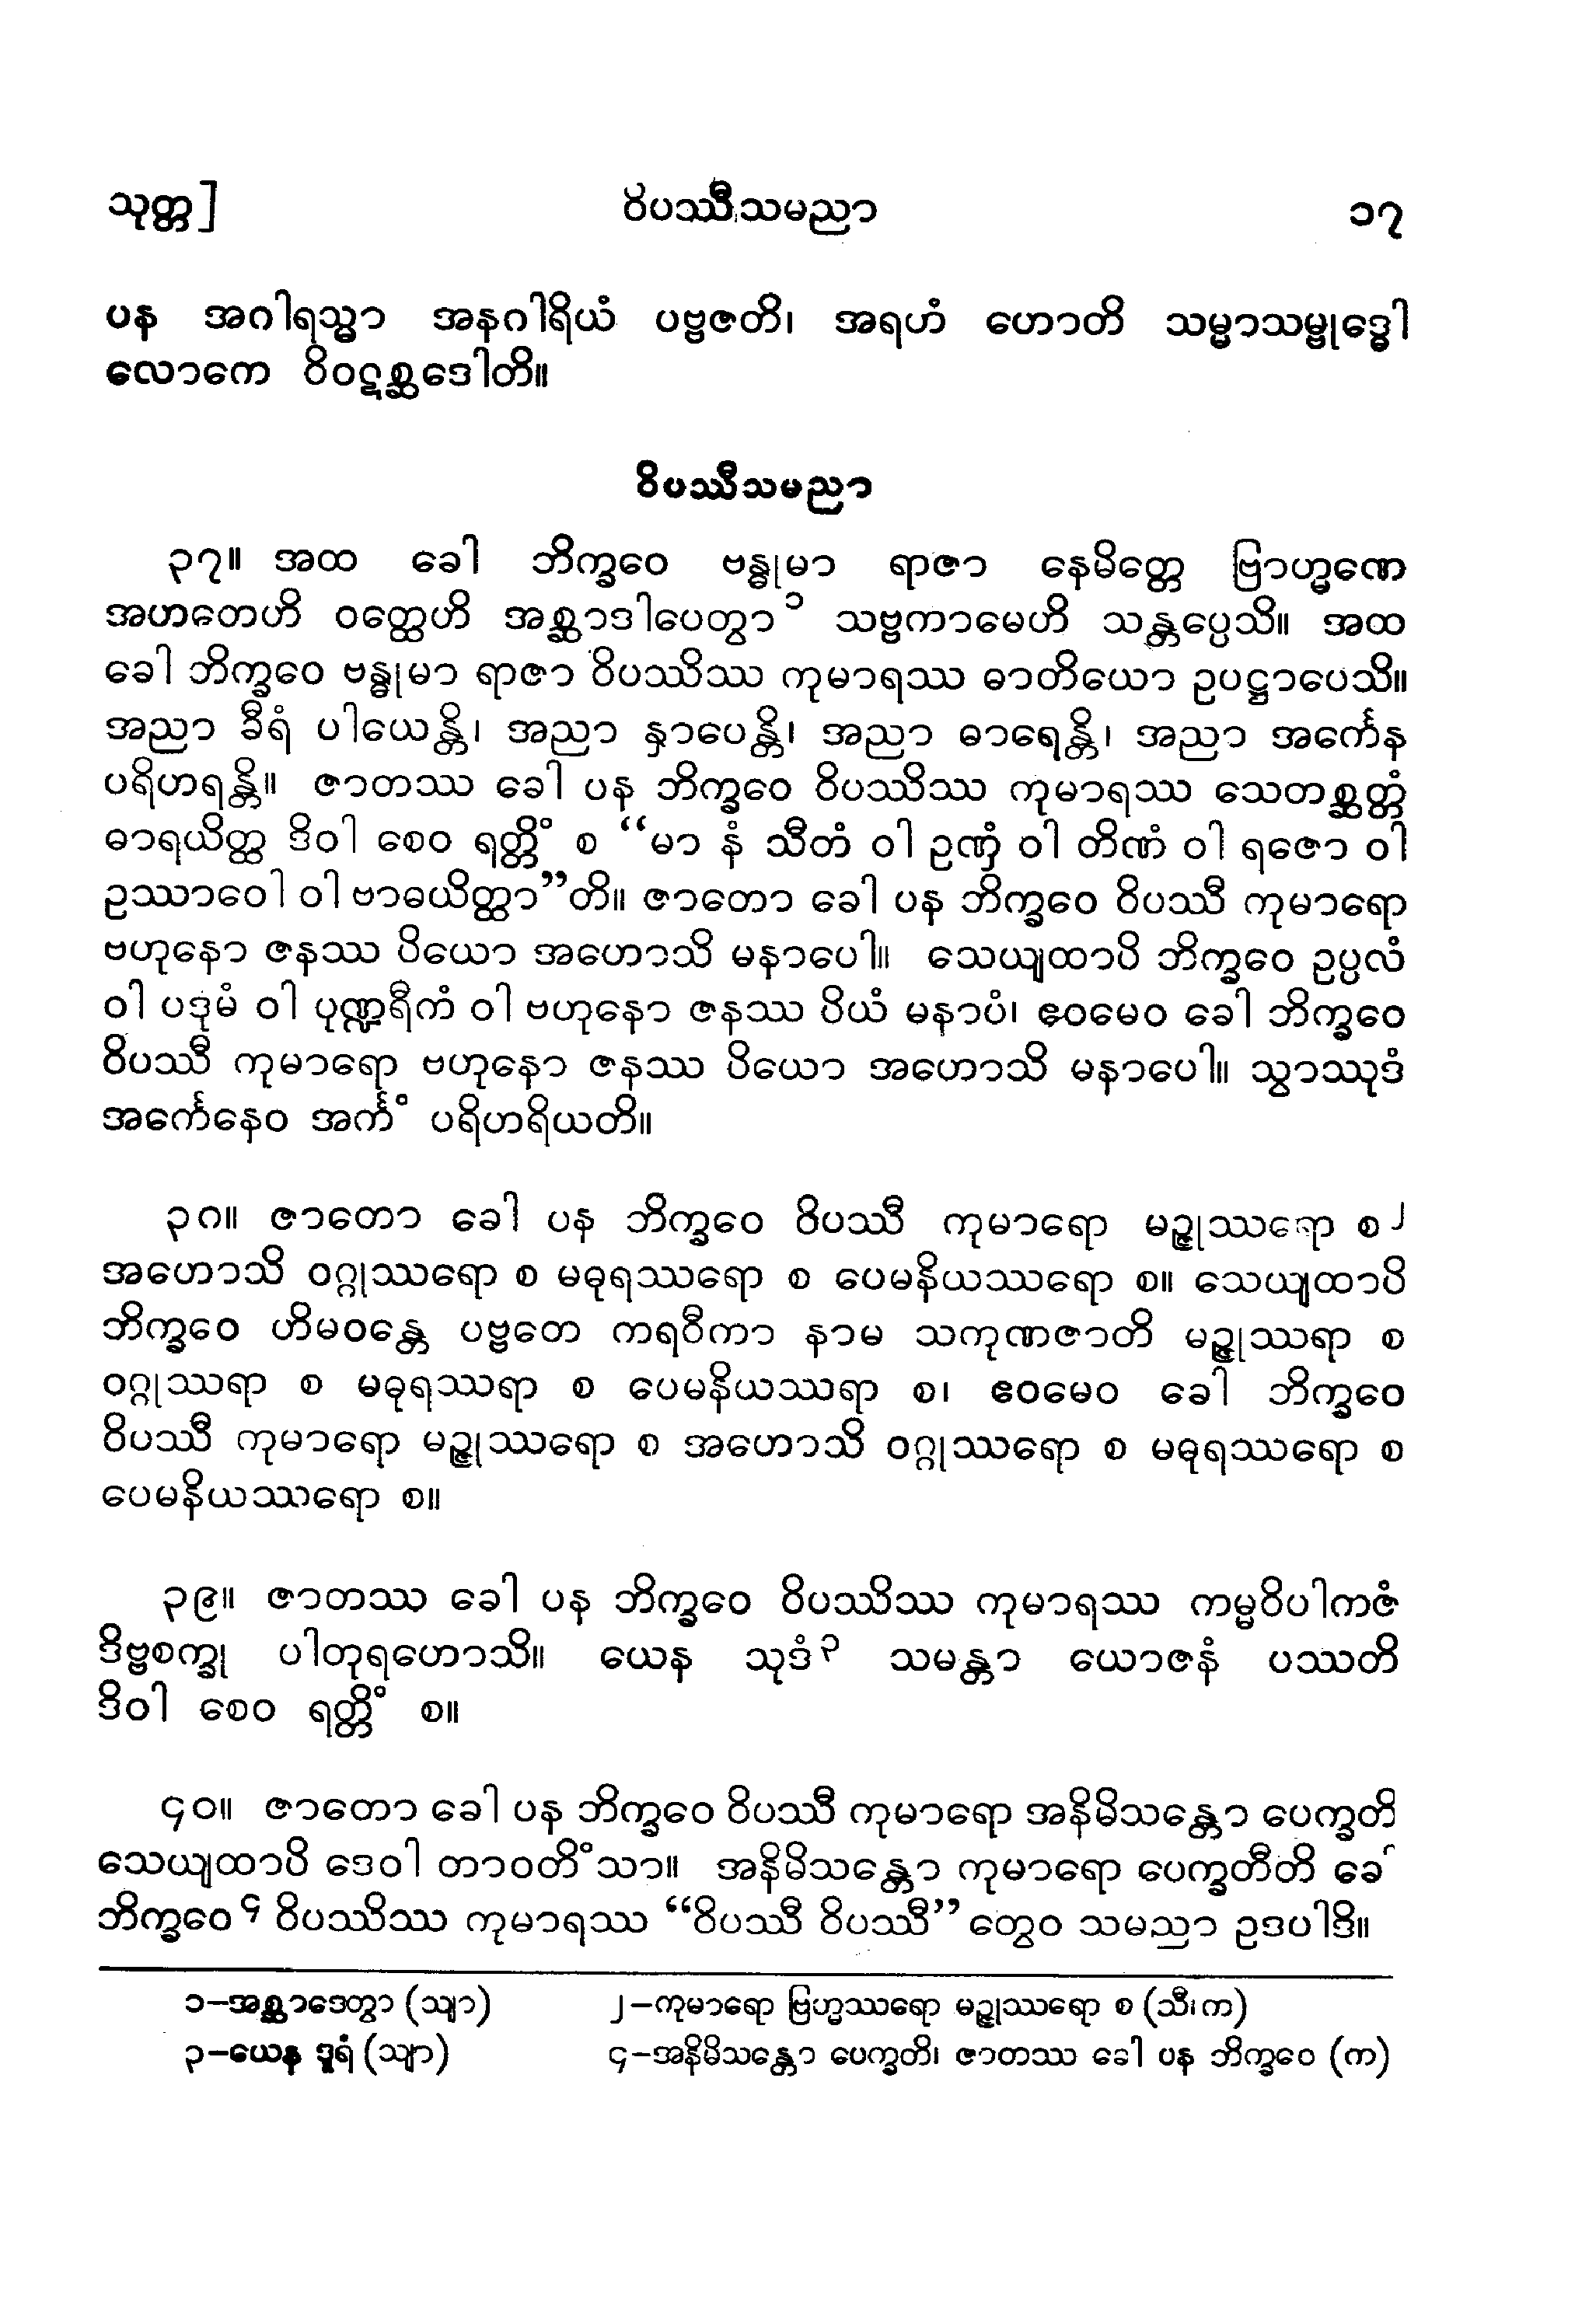 သုတ္တ] ဝိပဿီသမညာ ၁၇
ပန အဂါရသ္မာ အနဂါရိယံ ပဗ္ဗဇတိ၊ အရဟံ ဟောတိ သမ္မာသမ္ဗုဒ္ဓေါ
လောကေ ဝိဝဋစ္ဆဒေါတိ။
ဝိပဿီသမညာ
၃၇။ အထ ခေါ ဘိက္ခဝေ ဗန္ဓုမာ ရာဇာ နေမိတ္တေ ဗြာဟ္မဏေ
အဟတေဟိ ဝတ္ထေဟိ အစ္ဆာဒါပေတွာ ၁ သဗ္ဗကာမေဟိ သန္တပ္ပေသိ။ အထ
ခေါ ဘိက္ခဝေ ဗန္ဓုမာ ရာဇာ ဝိပဿိဿ ကုမာရဿ ဓာတိယော ဥပဋ္ဌာပေသိ။
အညာ ခီရံ ပါယေန္တိ၊ အညာ နှာပေန္တိ၊ အညာ ဓာရေန္တိ၊ အညာ အင်္ကေန
ပရိဟရန္တိ။ ဇာတဿ ခေါ ပန ဘိက္ခဝေ ဝိပဿိဿ ကုမာရဿ သေတစ္ဆတ္တံ
ဓာရယိတ္ထ ဒိဝါ စေဝ ရတ္တိံ စ “မာ နံ သီတံ ဝါ ဥဏှံ ဝါ တိဏံ ဝါ ရဇော ဝါ
ဥဿာဝေါ ဝါ ဗာဓယိတ္ထာ”တိ။ ဇာတော ခေါ ပန ဘိက္ခဝေ ဝိပဿီ ကုမာရော
ဗဟုနော ဇနဿ ပိယော အဟောသိ မနာပေါ။ သေယျထာပိ ဘိက္ခဝေ ဥပ္ပလံ
ဝါ ပဒုမံ ဝါ ပုဏ္ဍရီကံ ဝါ ဗဟုနော ဇနဿ ပိယံ မနာပံ၊ ဧဝမေဝ ခေါ ဘိက္ခဝေ
ဝိပဿီ ကုမာရော ဗဟုနော ဇနဿ ပိယော အဟောသိ မနာပေါ။ သွာဿုဒံ
အင်္ကေနေဝ အင်္ကံ ပရိဟရိယတိ။
၃၈။ ဇာတော ခေါ ပန ဘိက္ခဝေ ဝိပဿီ ကုမာရော မဉ္ဇုဿရော စ ၂
အဟောသိ ဝဂ္ဂုဿရော စ မဓုရဿရော စ ပေမနိယဿရော စ။ သေယျထာပိ
ဘိက္ခဝေ ဟိမဝန္တေ ပဗ္ဗတေ ကရဝီကာ နာမ သကုဏဇာတိ မဉ္ဇုဿရာ စ
ဝဂ္ဂုဿရာ စ မဓုရဿရာ စ ပေမနိယဿရာ စ၊ ဧဝမေဝ ခေါ ဘိက္ခဝေ
ဝိပဿီ ကုမာရော မဉ္ဇုဿရော စ အဟောသိ ဝဂ္ဂုဿရော စ မဓုရဿရော စ
ပေမနိယဿရော စ။
၃၉။ ဇာတဿ ခေါ ပန ဘိက္ခဝေ ဝိပဿိဿ ကုမာရဿ ကမ္မဝိပါကဇံ
ဒိဗ္ဗစက္ခု ပါတုရဟောသိ။ ယေန သုဒံ ၃ သမန္တာ ယောဇနံ ပဿတိ
ဒိဝါ စေဝ ရတ္တိံ စ။
၄၀။ ဇာတော ခေါ ပန ဘိက္ခဝေ ဝိပဿီ ကုမာရော အနိမိသန္တော ပေက္ခတိ
သေယျထာပိ ဒေဝါ တာဝတိံသာ။ အနိမိသန္တော ကုမာရော ပေက္ခတီတိ ခေါ
ဘိက္ခဝေ ၄ ဝိပဿိဿ ကုမာရဿ “ဝိပဿီ ဝိပဿီ” တွေဝ သမညာ ဥဒပါဒိ။
၁–အစ္ဆာဒေတွာ (သျာ) ၂–ကုမာရော ဗြဟ္မဿရော မဉ္ဇုဿရော စ (သီ၊ က)
၃–ယေန ဒူရံ (သျာ) ၄–အနိမိသန္တော ပေက္ခတိ၊ ဇာတဿ ခေါ ပန ဘိက္ခဝေ (က)